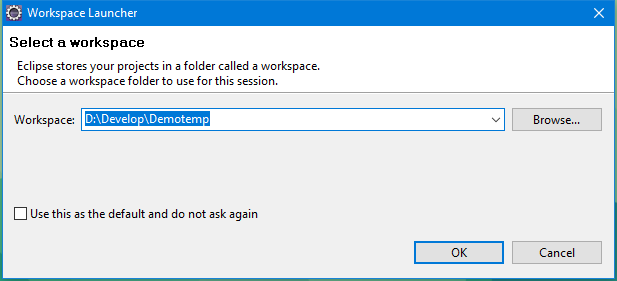 Workspace Launcher
Select a workspace
Eclipse stores your projects in a folder called a workspace.
Choose a workspace folder to use for this session.
Workspace: D:\Develop\Demotemp Browse...
Use this as the default and do not ask again
OK Cancel